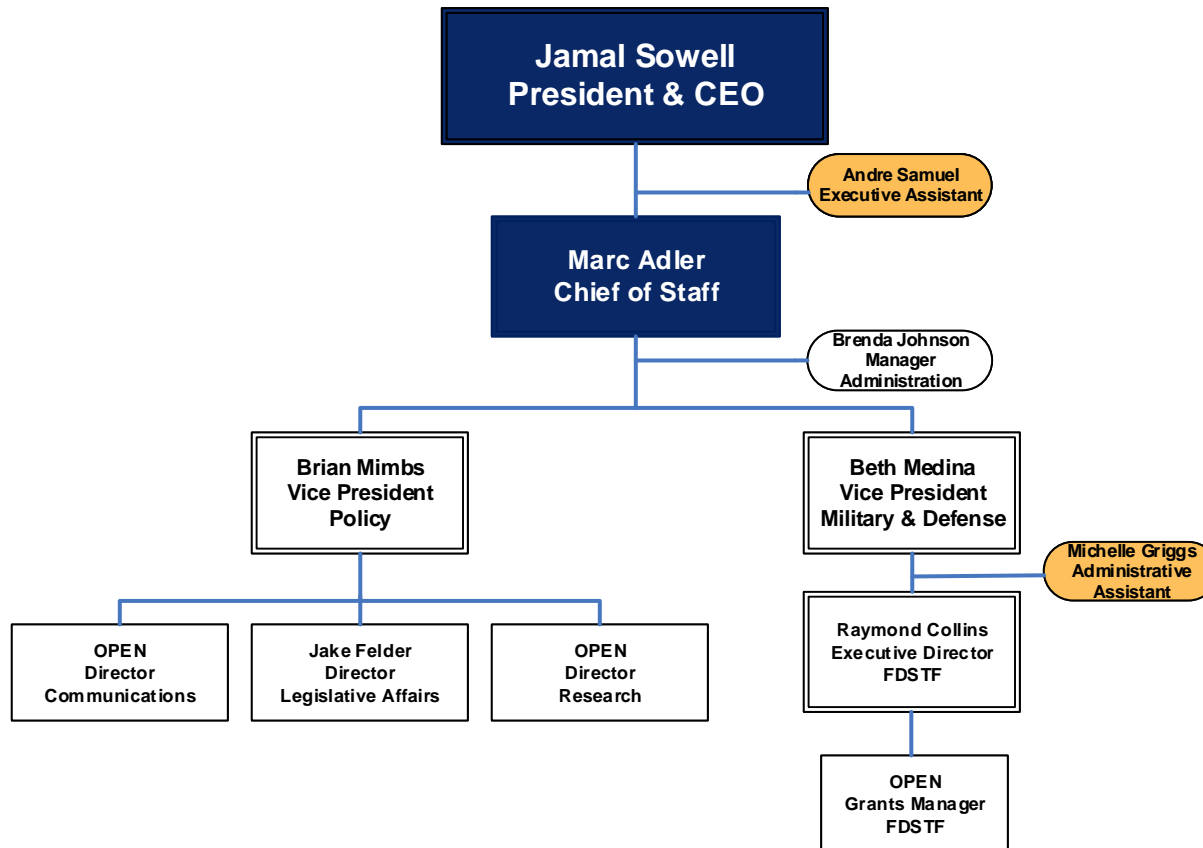 Jamal Sowell
President & CEO
Andre Samuel
Executive Assistant
Marc Adler
Chief of Staff
Brenda Johnson
Manager
Administration
Brian Mimbs
Vice President
Policy
Beth Medina
Vice President
Military & Defense
Michelle Griggs
Administrative
Assistant
OPEN
Director
Communications
Jake Felder
Director
Legislative Affairs
OPEN
Director
Research
Raymond Collins
Executive Director
FDSTF
OPEN
Grants Manager
FDSTF